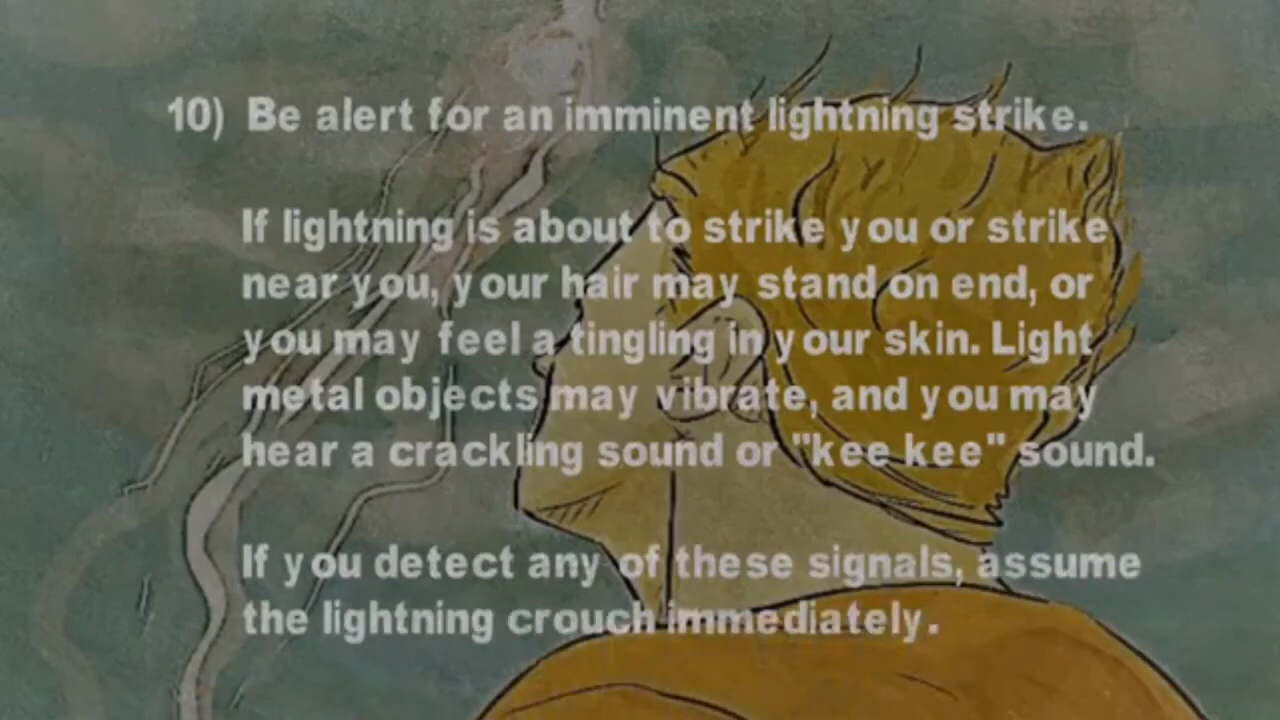 10) Be alert for an imminent lightning strike.
If lightning is about to strike you or strike
near you, your hair may stand on end, or
you may feel a tingling in your skin. Light
metal objects may vibrate, and you may
hear a crackling sound or "kee kee" sound.
If you detect any of these signals, assume
the lightning crouch immediately.